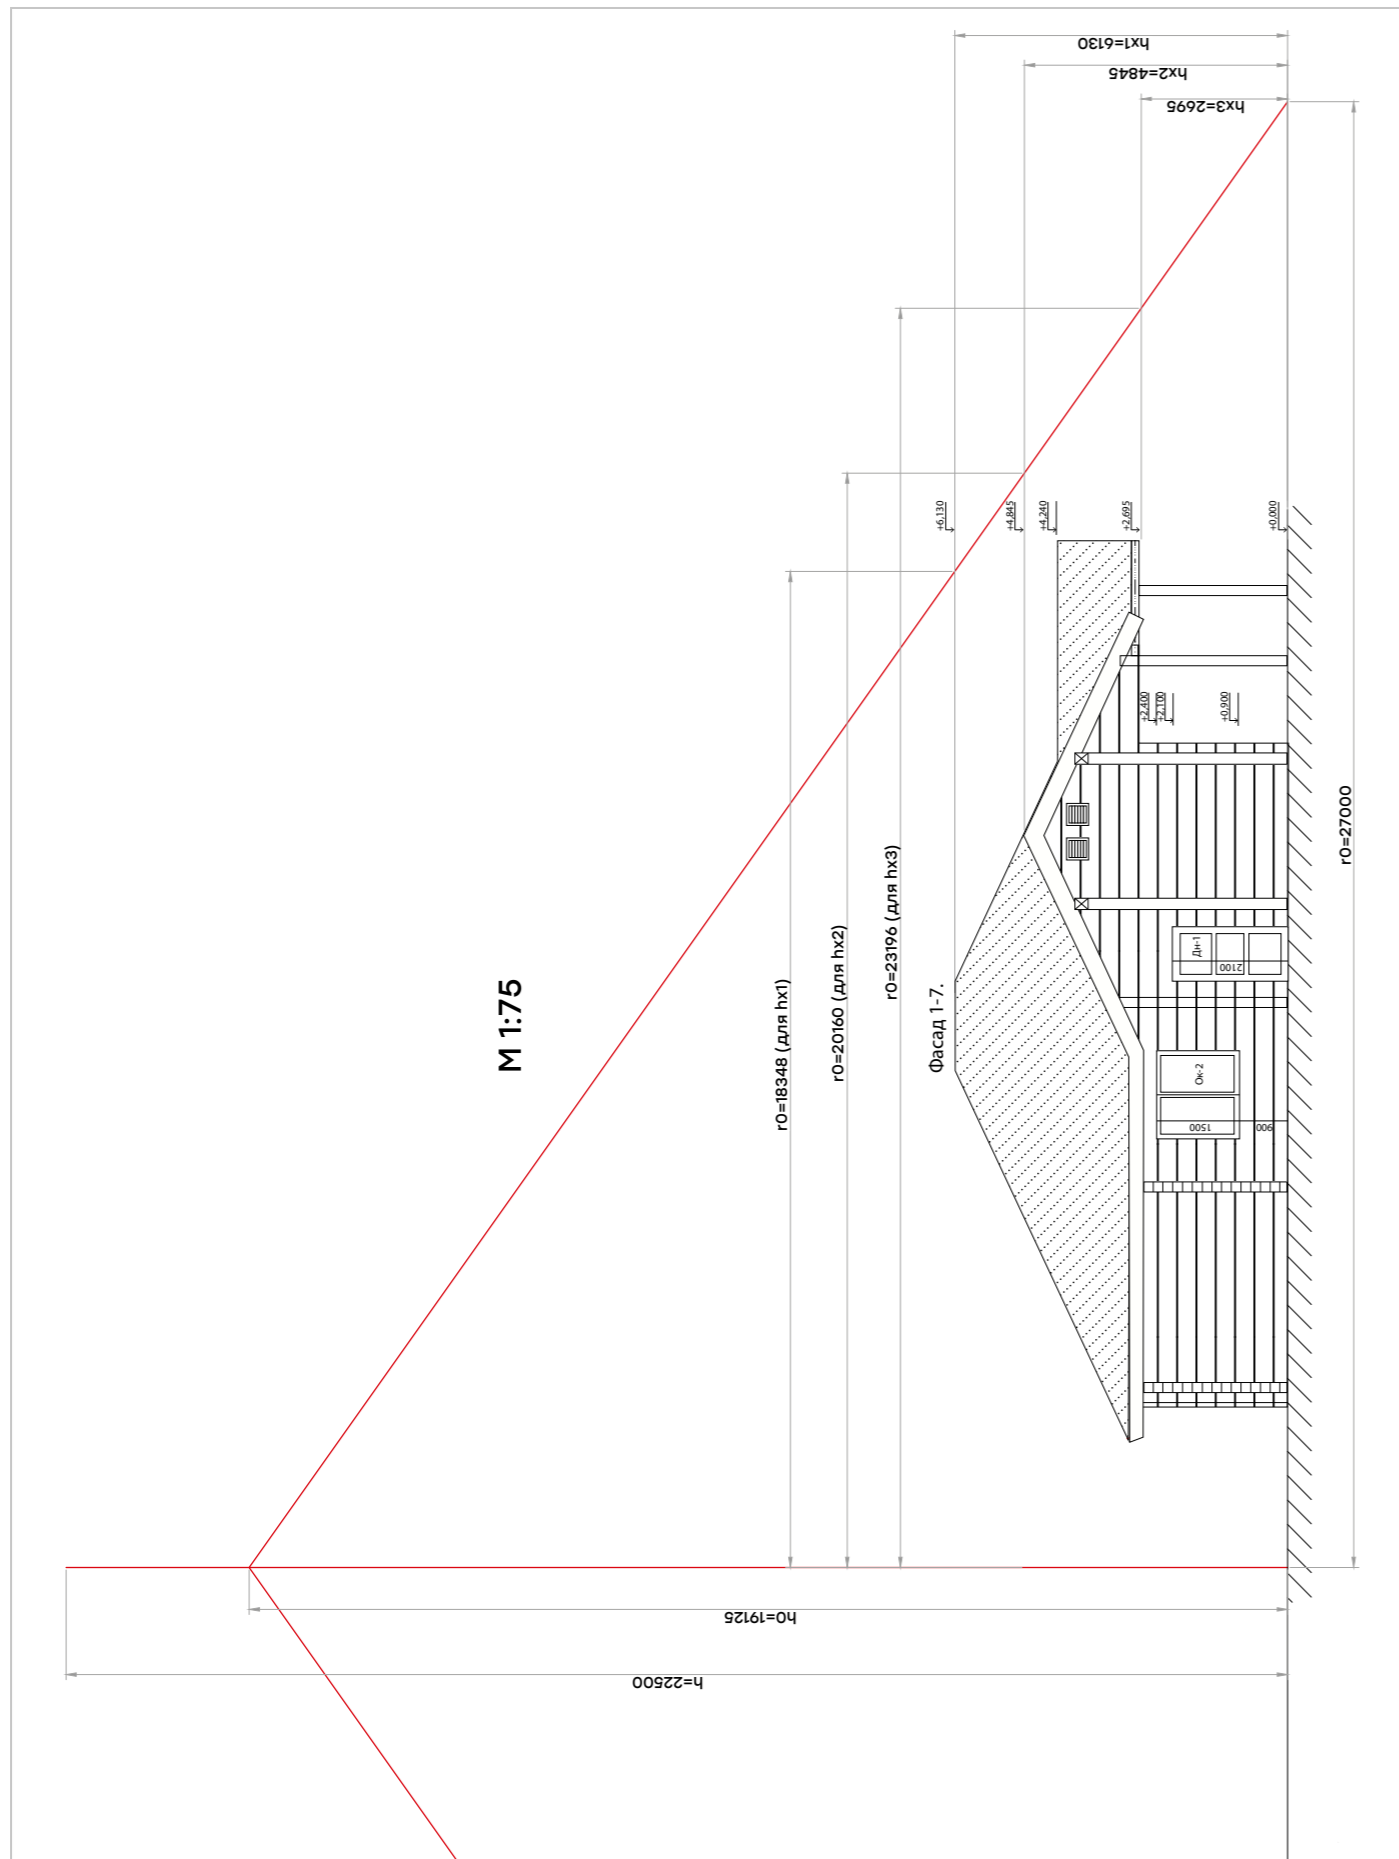 hx1=6130
hx2=4845
hx3=2695
+6,130
+4,845
+4,240
+2,695
+0,000
+2,400
+2,100
+0,900
r0=27000
r0=23196 (для hx3)
r0=20160 (для hx2)
r0=18348 (для hx1)
М 1:75
Фасад 1-7.
Дн-1
2100
Ок-2
1500
900
h0=19125
h=22500